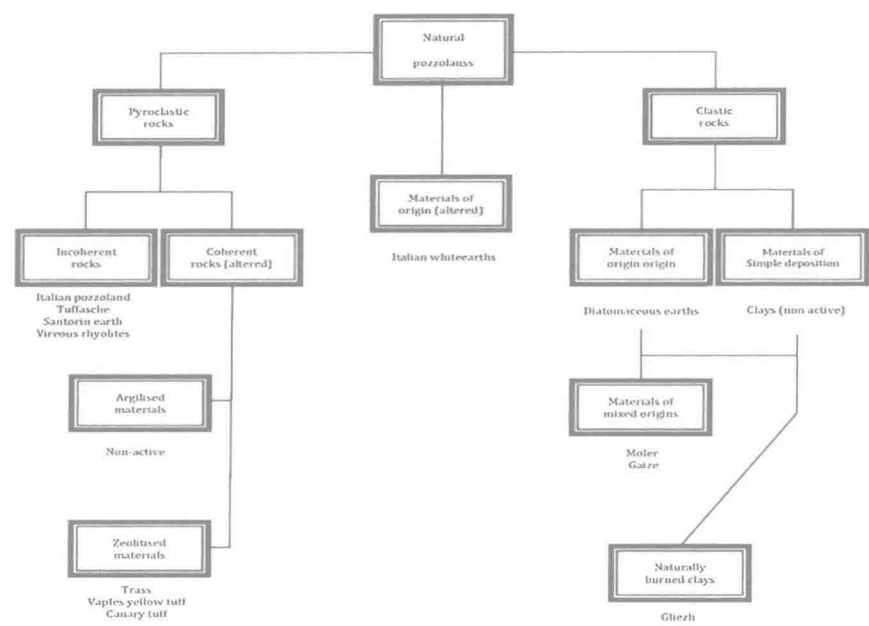 Natural
pozzolanss
Pyroclastic
rocks
Clastic
rocks
Materials of
origin (altered)
Italian whiteearths
Incoherent
rocks
Coherent
rocks (altered)
Materials of
origin origin
Materials of
Simple deposition
Italian pozzoland
Tuffasche
Santorin earth
Vireous rhyolites
Diatomaceous earths
Clays (non active)
Argilised
materials
Non-active
Materials of
mixed origins
Moler
Gaize
Zeolitised
materials
Trass
Vaples yellow tuff
Canary tuff
Naturally
burned clays
Gliezh